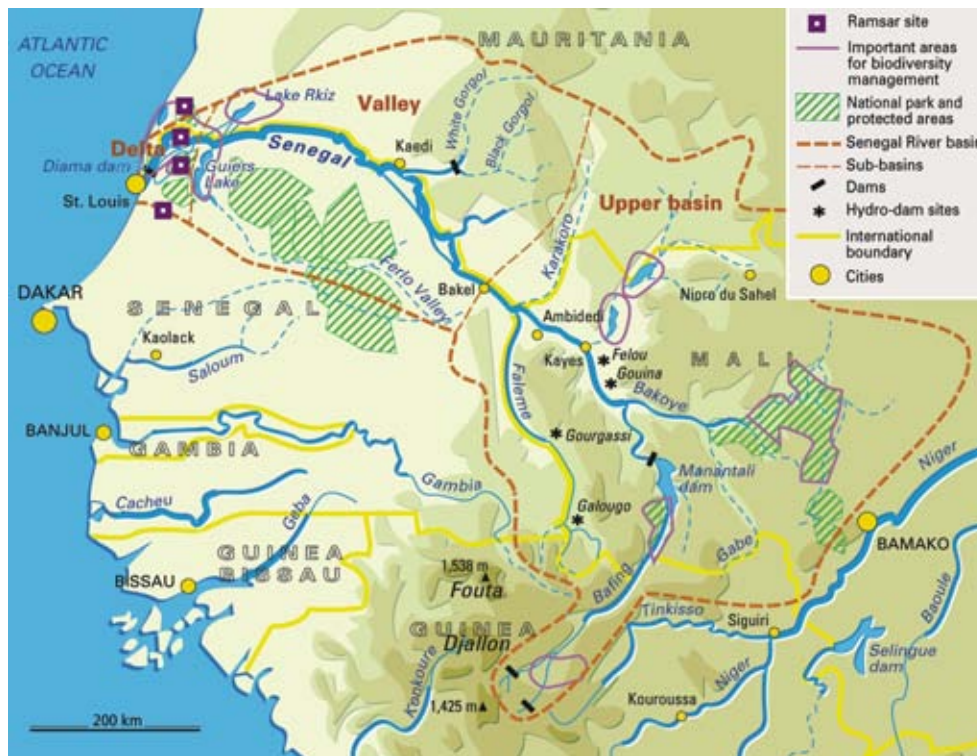 ATLANTIC
OCEAN
MAURITANIA
Lake Rkiz
Valley
White Gorgol
Black Gorgol
Delta
Senegal
Kaedi
Diama dam
Guiers
Lake
St. Louis
Upper basin
Karakoro
Ferlo Valley
Bakel
Nioro du Sahel
DAKAR
SENEGAL
Ambidedi
Kaolack
Saloum
Kayes
Felou
Gouina
MALI
Faleme
Bakoye
BANJUL
GAMBIA
Gourgassi
Niger
Gambia
Manantali
dam
Cacheu
Geba
Galougo
BAMAKO
GUINEA
BISSAU
Gabe
BISSAU
1,538 m
Fouta
Bafing
Baoule
Tinkisso
GUINEA
Djallon
Siguiri
Selingue
dam
Konkoure
Niger
1,425 m
Kouroussa
200 km
Ramsar site
Important areas
for biodiversity
management
National park and
protected areas
Senegal River basin
Sub-basins
Dams
Hydro-dam sites
International
boundary
Cities